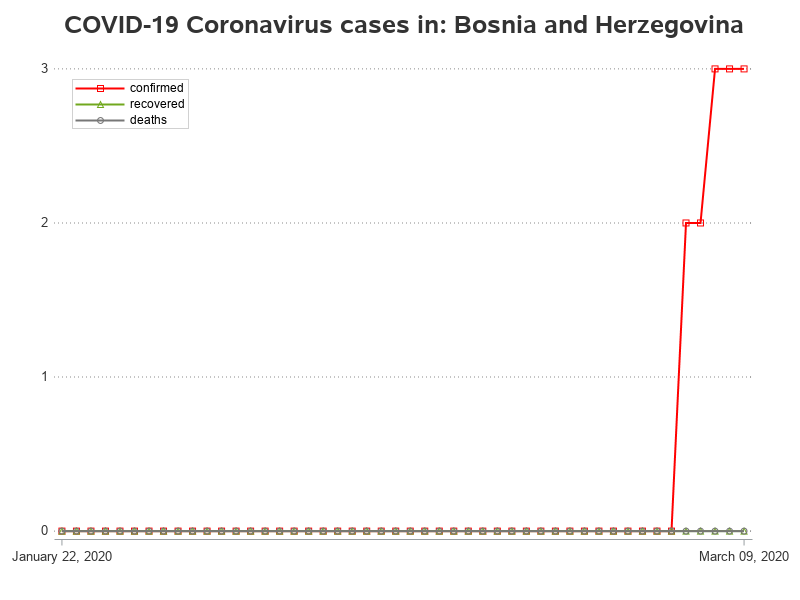 COVID-19 Coronavirus cases in: Bosnia and Herzegovina
3
confirmed
recovered
deaths
2
1
0
January 22, 2020
March 09, 2020